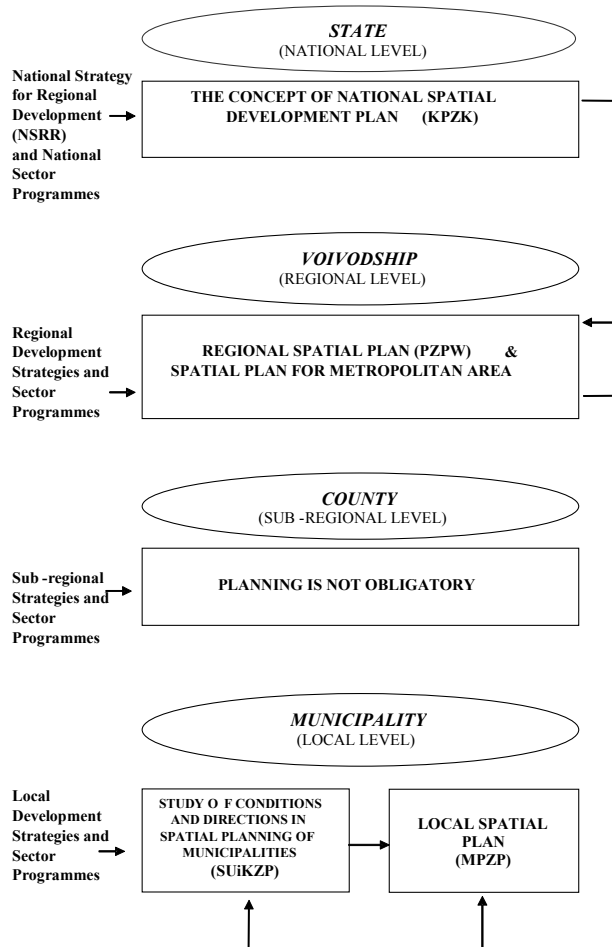 STATE
(NATIONAL LEVEL)
National Strategy
for Regional
Development
(NSRR)
and National
Sector
Programmes
THE CONCEPT OF NATIONAL SPATIAL
DEVELOPMENT PLAN (KPZK)
VOIVODSHIP
(REGIONAL LEVEL)
Regional
Development
Strategies and
Sector
Programmes
REGIONAL SPATIAL PLAN (PZPW) &
SPATIAL PLAN FOR METROPOLITAN AREA
COUNTY
(SUB -REGIONAL LEVEL)
Sub -regional
Strategies and
Sector
Programmes
PLANNING IS NOT OBLIGATORY
MUNICIPALITY
(LOCAL LEVEL)
Local
Development
Strategies and
Sector
Programmes
STUDY O F CONDITIONS
AND DIRECTIONS IN
SPATIAL PLANNING OF
MUNICIPALITIES
(SUiKZP)
LOCAL SPATIAL
PLAN
(MPZP)